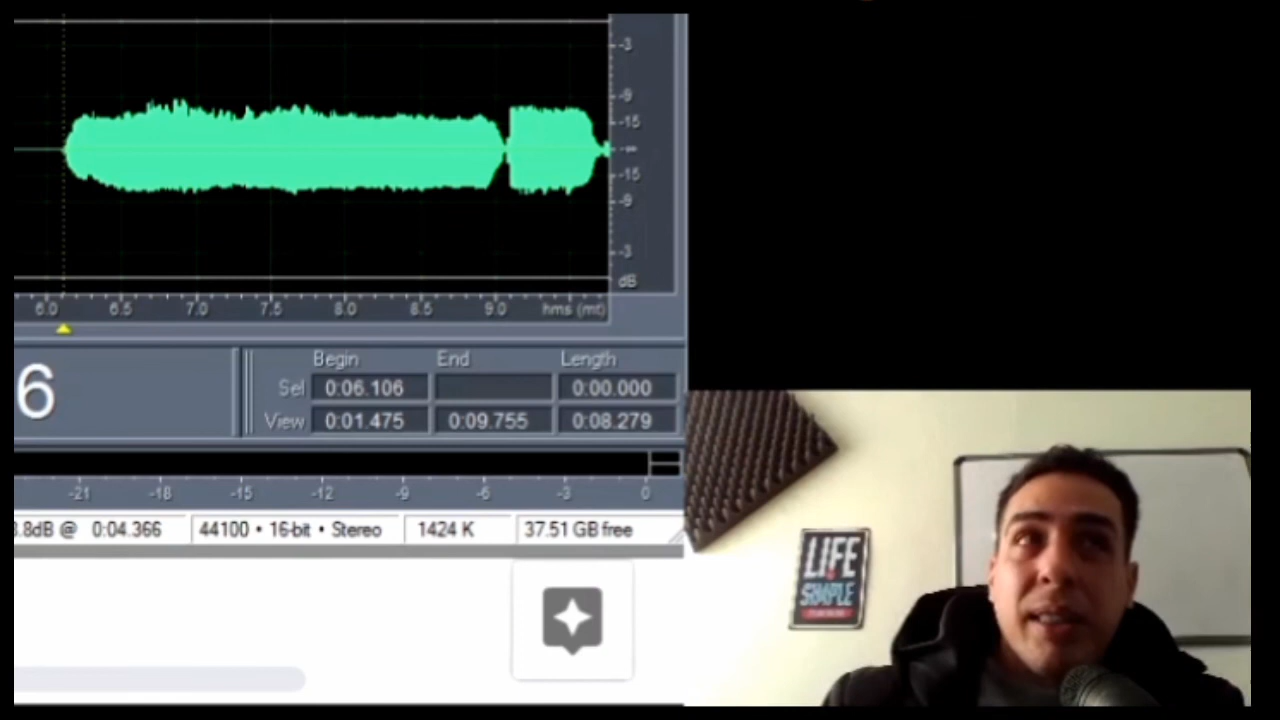 -3
-9
-15
-∞
-15
-9
-3
dB
6.0 6.5 7.0 7.5 8.0 8.5 9.0 hms (mt)
6
Begin End Length
Sel 0:06.106 0:00.000
View 0:01.475 0:09.755 0:08.279
-21 -18 -15 -12 -9 -6 -3 0
3.8dB @ 0:04.366 44100 • 16-bit • Stereo 1424 K 37.51 GB free
LIFE
SIMPLE